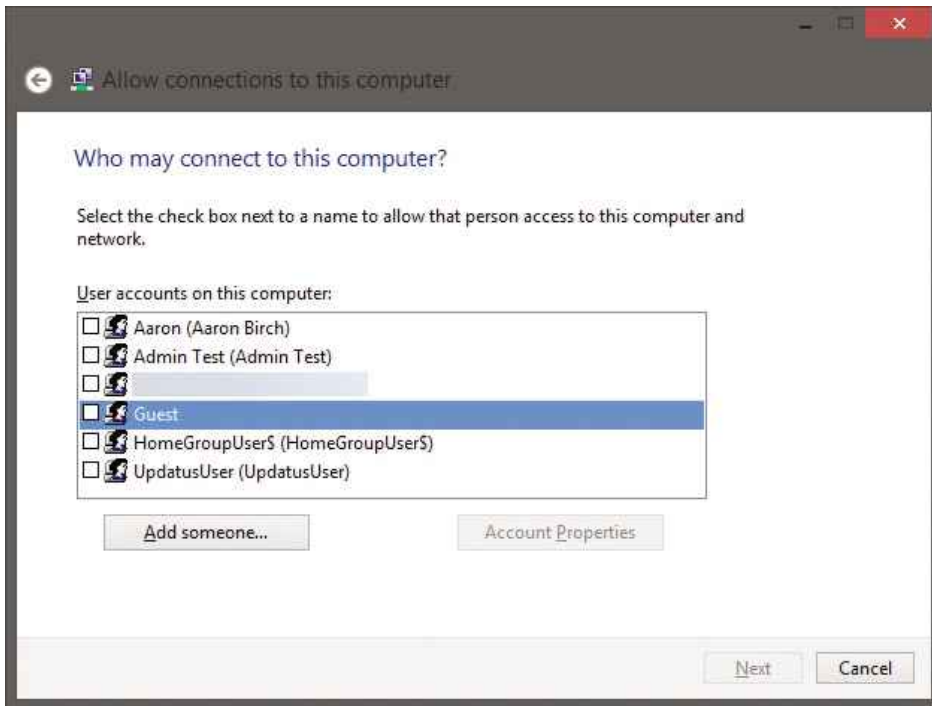 Allow connections to this computer
Who may connect to this computer?
Select the check box next to a name to allow that person access to this computer and
network.
User accounts on this computer:
Aaron (Aaron Birch)
Admin Test (Admin Test)
Guest
HomeGroupUser$ (HomeGroupUser$)
UpdatusUser (UpdatusUser)
Add someone... Account Properties
Next Cancel